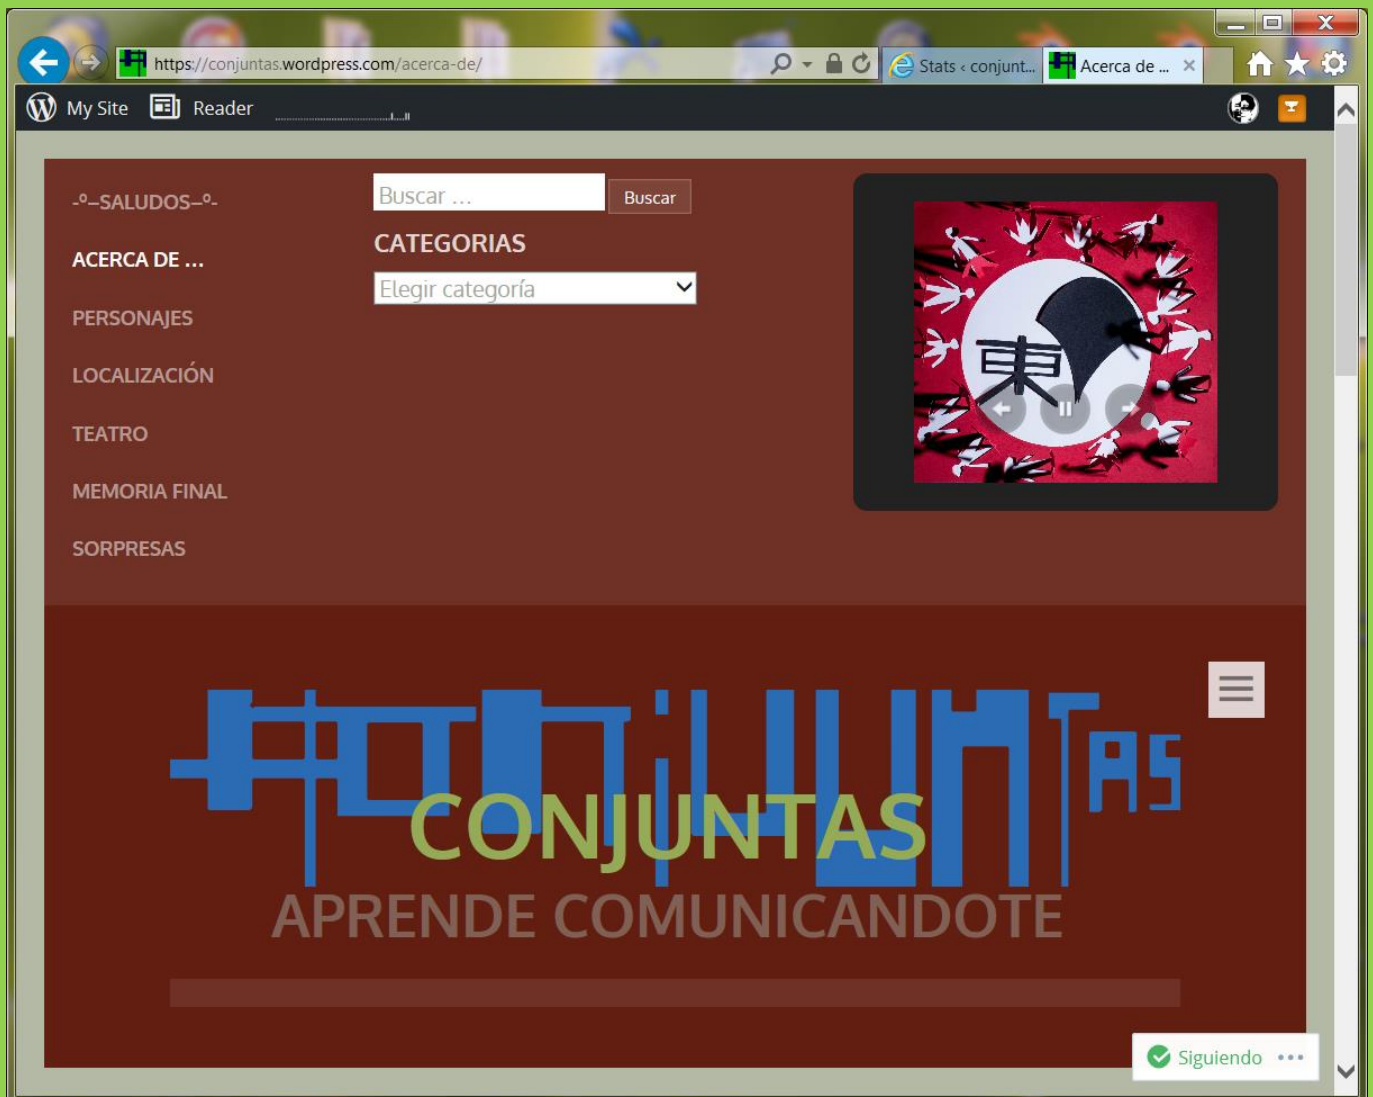 https://conjuntas.wordpress.com/acerca-de/
Stats ‹ conjunt...
Acerca de ...
My Site
Reader
-º–SALUDOS–º-
ACERCA DE ...
PERSONAJES
LOCALIZACIÓN
TEATRO
MEMORIA FINAL
SORPRESAS
Buscar ...
Buscar
CATEGORIAS
Elegir categoría
東
CONJUNTAS
CONJUNTAS
APRENDE COMUNICANDOTE
Siguiendo